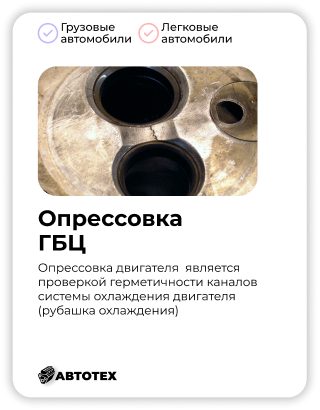 Грузовые
автомобили
Легковые
автомобили
Опрессовка
ГБЦ
Опрессовка двигателя является
проверкой герметичности каналов
системы охлаждения двигателя
(рубашка охлаждения)
АВТОТЕХ